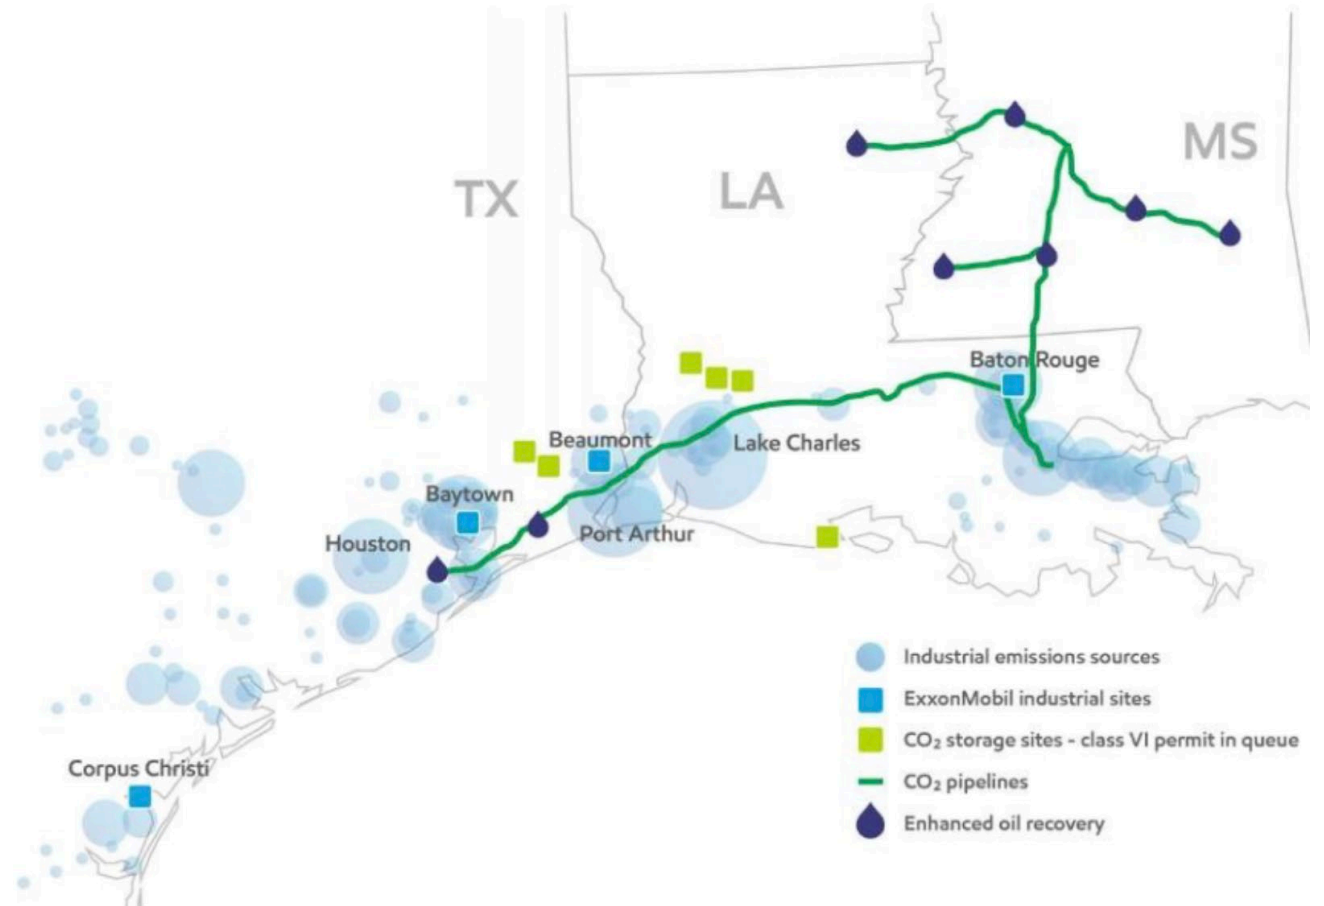 MS
TX
LA
Baton Rouge
Beaumont
Lake Charles
Baytown
Port Arthur
Houston
Industrial emissions sources
ExxonMobil industrial sites
CO₂ storage sites - class VI permit in queue
Corpus Christi
CO₂ pipelines
Enhanced oil recovery